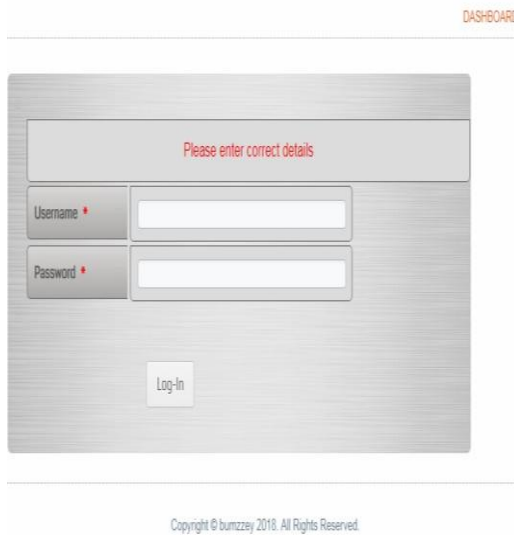 DASHBOARD
Please enter correct details
Username *
Password *
Log-In
Copyright © bumzzey 2018. All Rights Reserved.